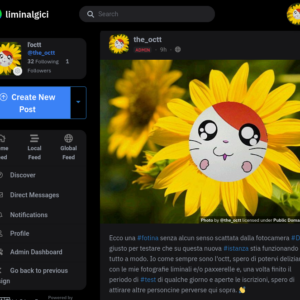 liminalgici
Search
l'octt
@the_octt
32 Following 1
Followers
Create New
Post
Local
Feed
Global
Feed
Discover
Direct Messages
Notifications
Profile
Admin Dashboard
Go back to previous
Powered by
the_octt
ADMIN · 9h ·
Photo by @the_octt licensed under Public Doma
Ecco una #fotina senza alcun senso scattata dalla fotocamera #D
giusto per testare che su questa nuova #istanza stia funzionando
tutto a modo. Io come sempre sono l'octt, spero di potervi delizia
con le mie fotografie liminali e/o paxxerelle e, una volta finito il
periodo di #test di qualche giorno e aperte le iscrizioni, spero di
attirare altre personcine perverse qui sopra. 👋